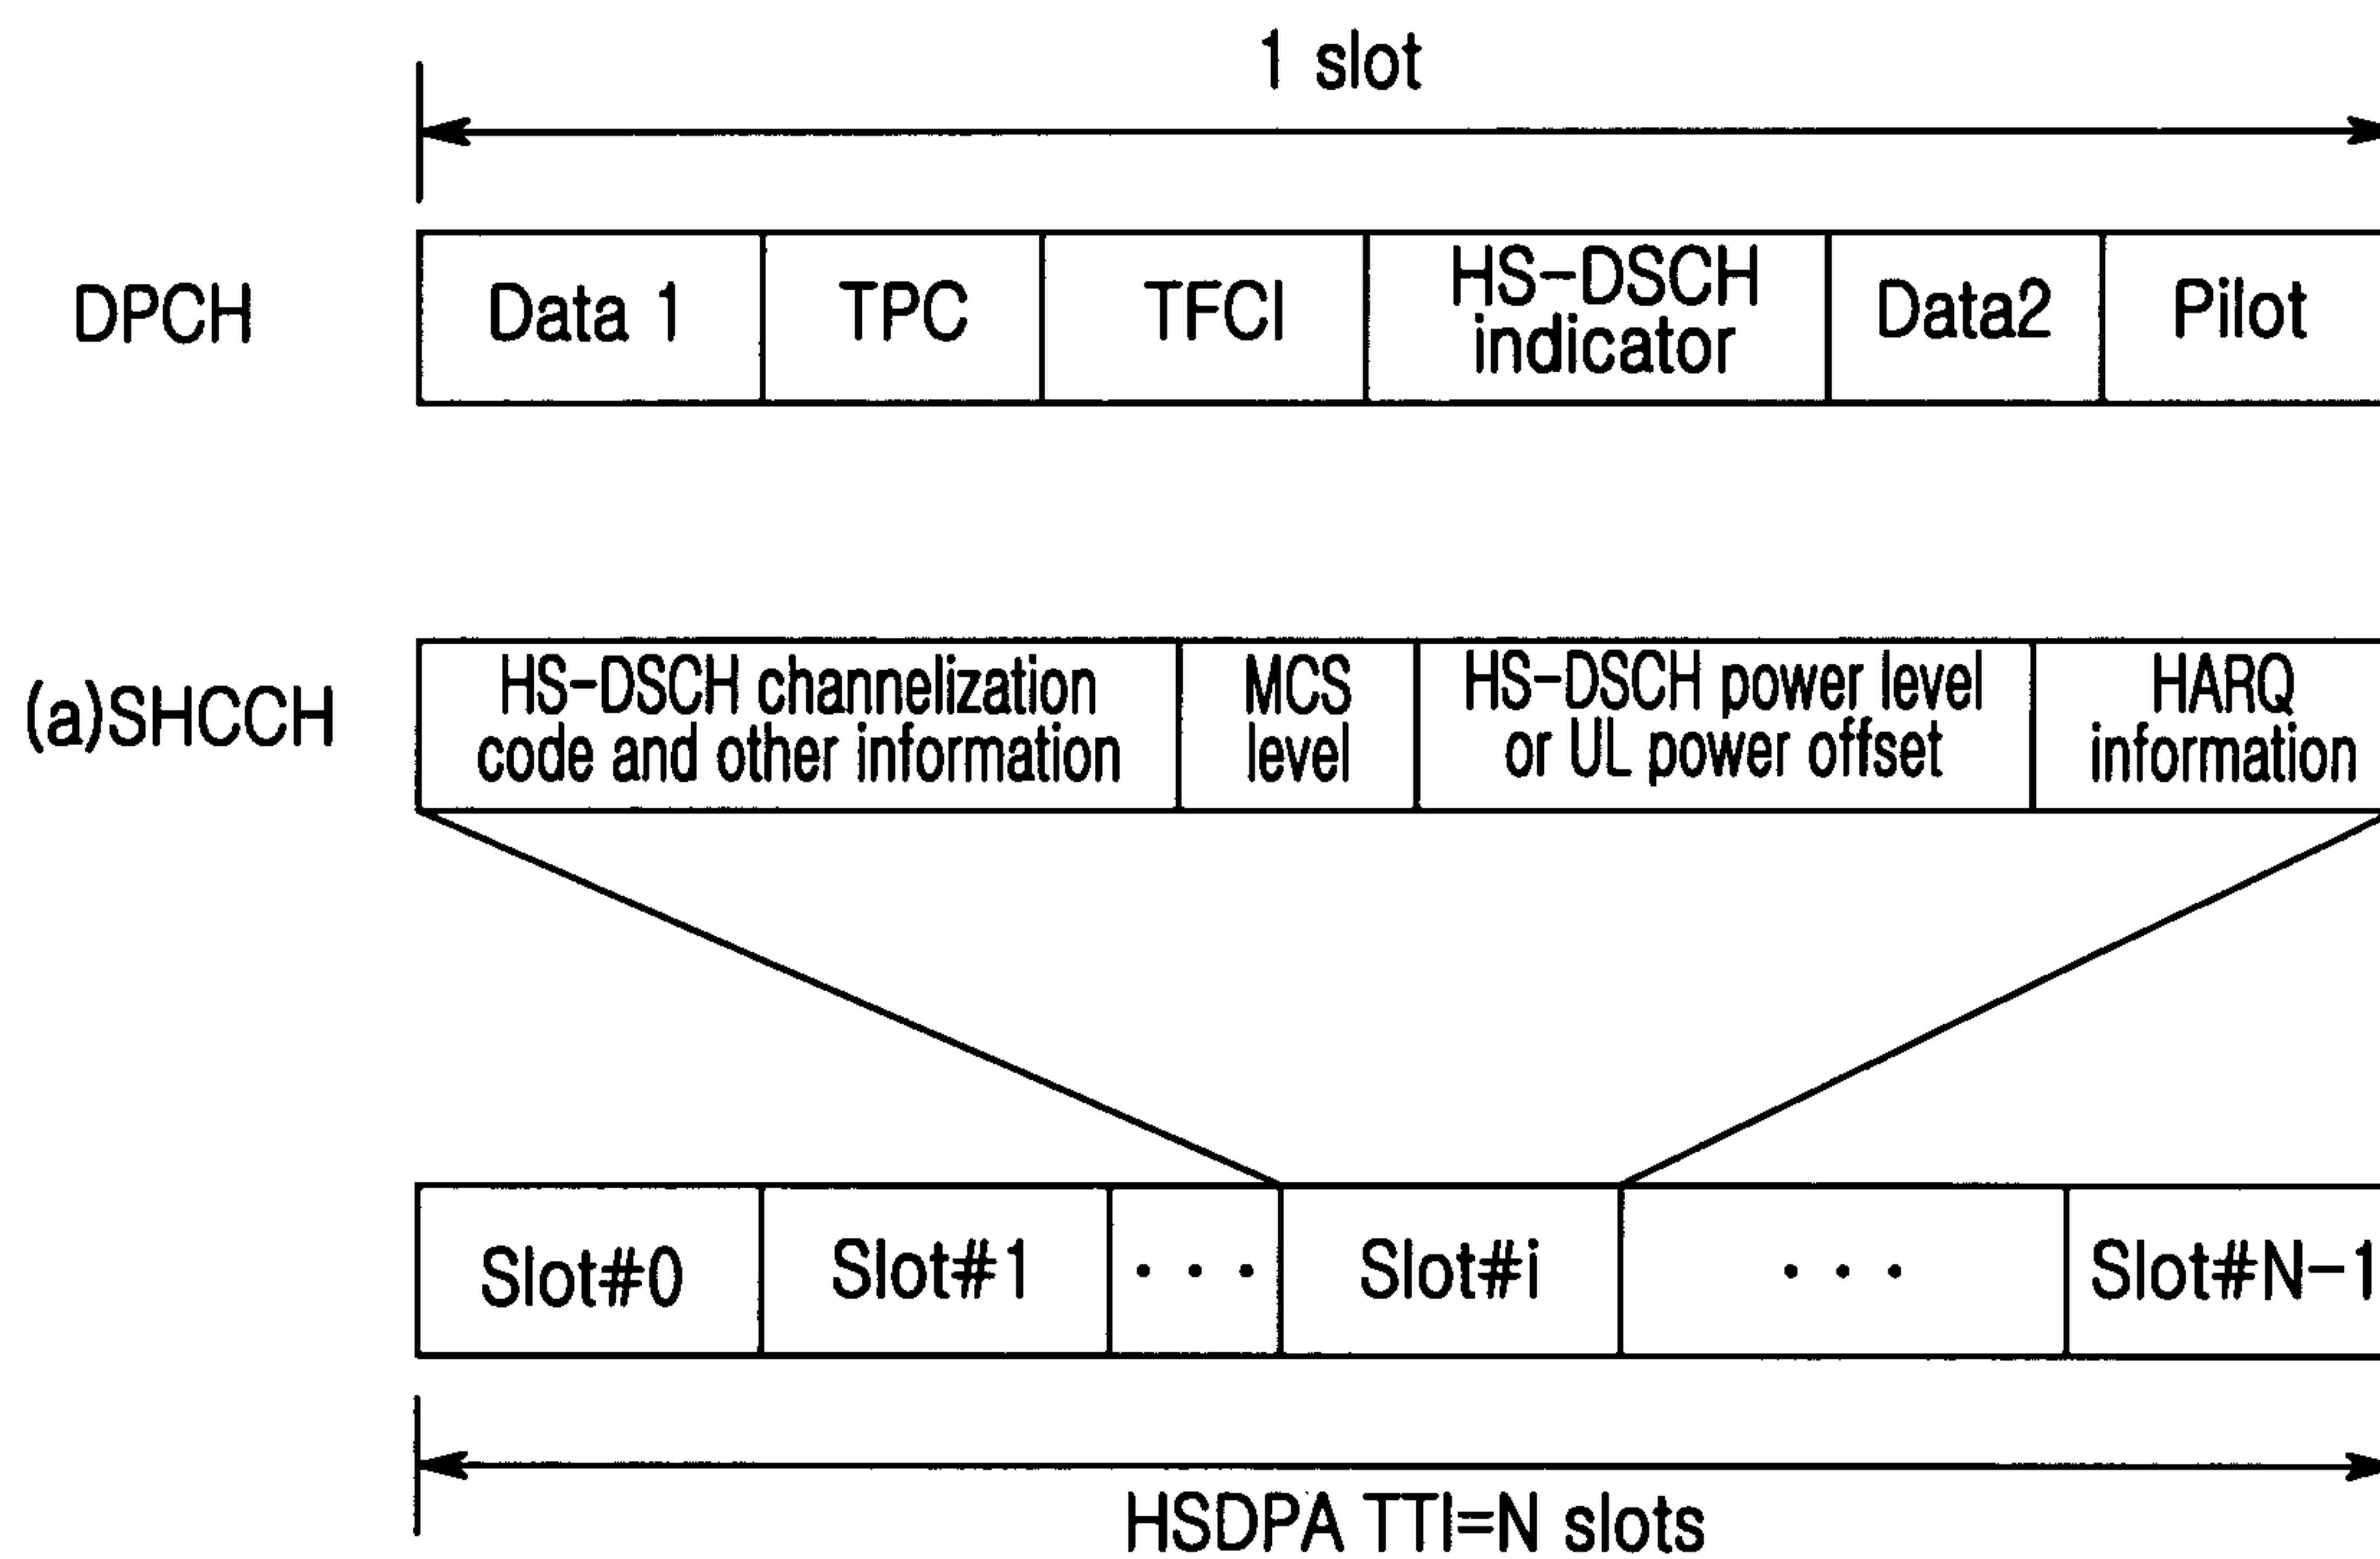 1 slot
DPCH
Data 1
TPC
TFCI
HS-DSCH
indicator
Data2
Pilot
(a)SHCCH
HS-DSCH channelization
code and other information
MCS
level
HS-DSCH power level
or UL power offset
HARQ
information
Slot#0
Slot#1
...
Slot#i
...
Slot#N-1
HSDPA TTI=N slots